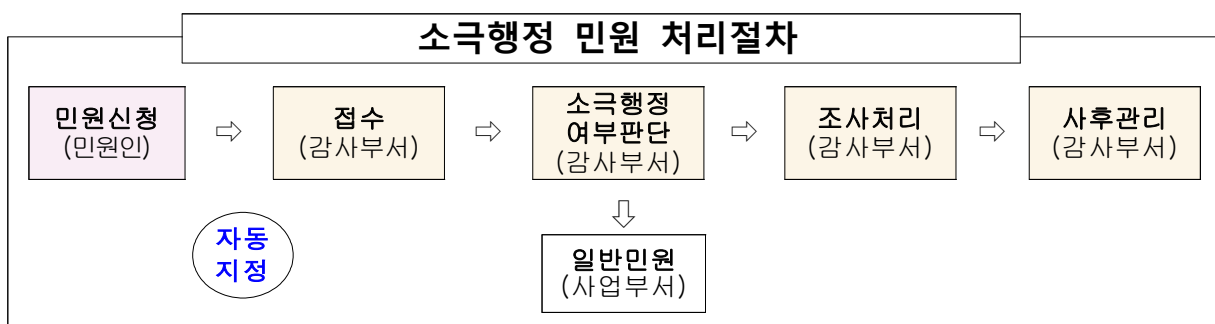 소극행정 민원 처리절차
민원신청
(민원인)
⇨
접수
(감사부서)
⇨
소극행정
여부판단
(감사부서)
⇨
조사처리
(감사부서)
⇨
사후관리
(감사부서)
⇩
자동
지정
일반민원
(사업부서)